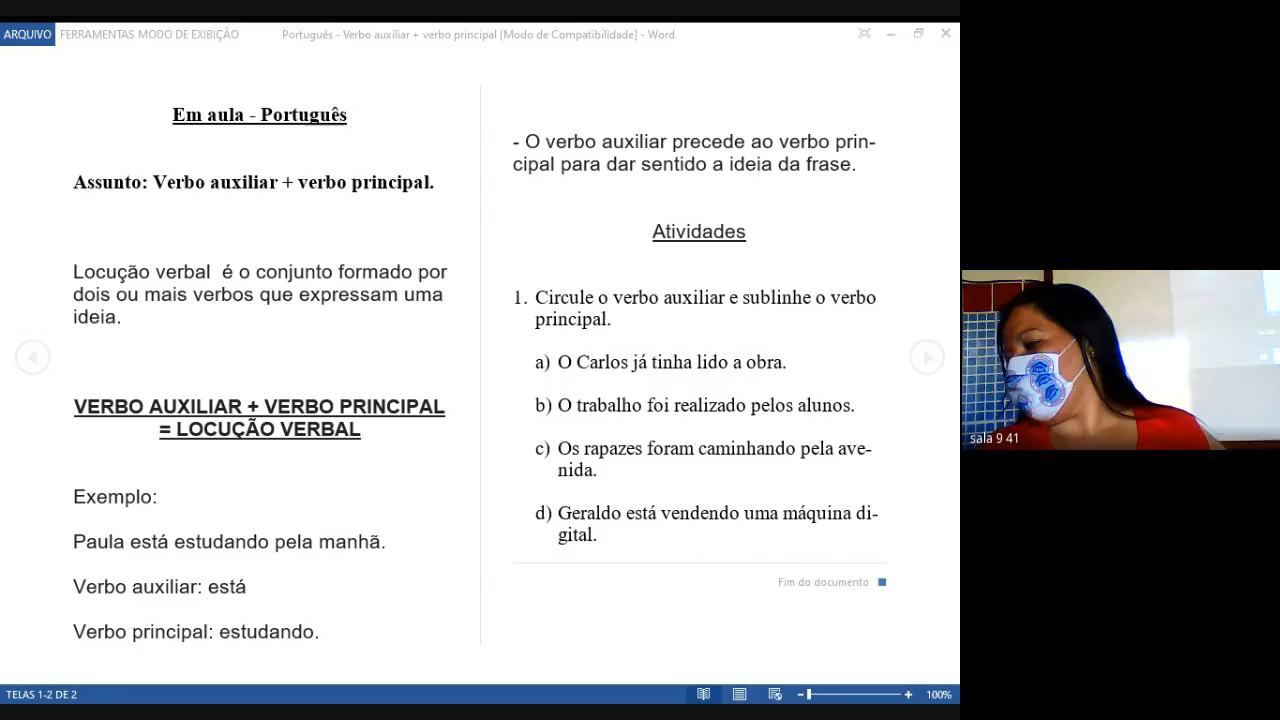 ARQUIVO FERRAMENTAS MODO DE EXIBIÇÃO Português - Verbo auxiliar + verbo principal [Modo de Compatibilidade] - Word
Em aula - Português
Assunto: Verbo auxiliar + verbo principal.
Locução verbal é o conjunto formado por
dois ou mais verbos que expressam uma
ideia.
VERBO AUXILIAR + VERBO PRINCIPAL
= LOCUÇÃO VERBAL
Exemplo:
Paula está estudando pela manhã.
Verbo auxiliar: está
Verbo principal: estudando.
- O verbo auxiliar precede ao verbo prin-
cipal para dar sentido a ideia da frase.
Atividades
1. Circule o verbo auxiliar e sublinhe o verbo
principal.
a) O Carlos já tinha lido a obra.
b) O trabalho foi realizado pelos alunos.
c) Os rapazes foram caminhando pela ave-
nida.
d) Geraldo está vendendo uma máquina di-
gital.
Fim do documento
sala 9 41
TELAS 1-2 DE 2
100%